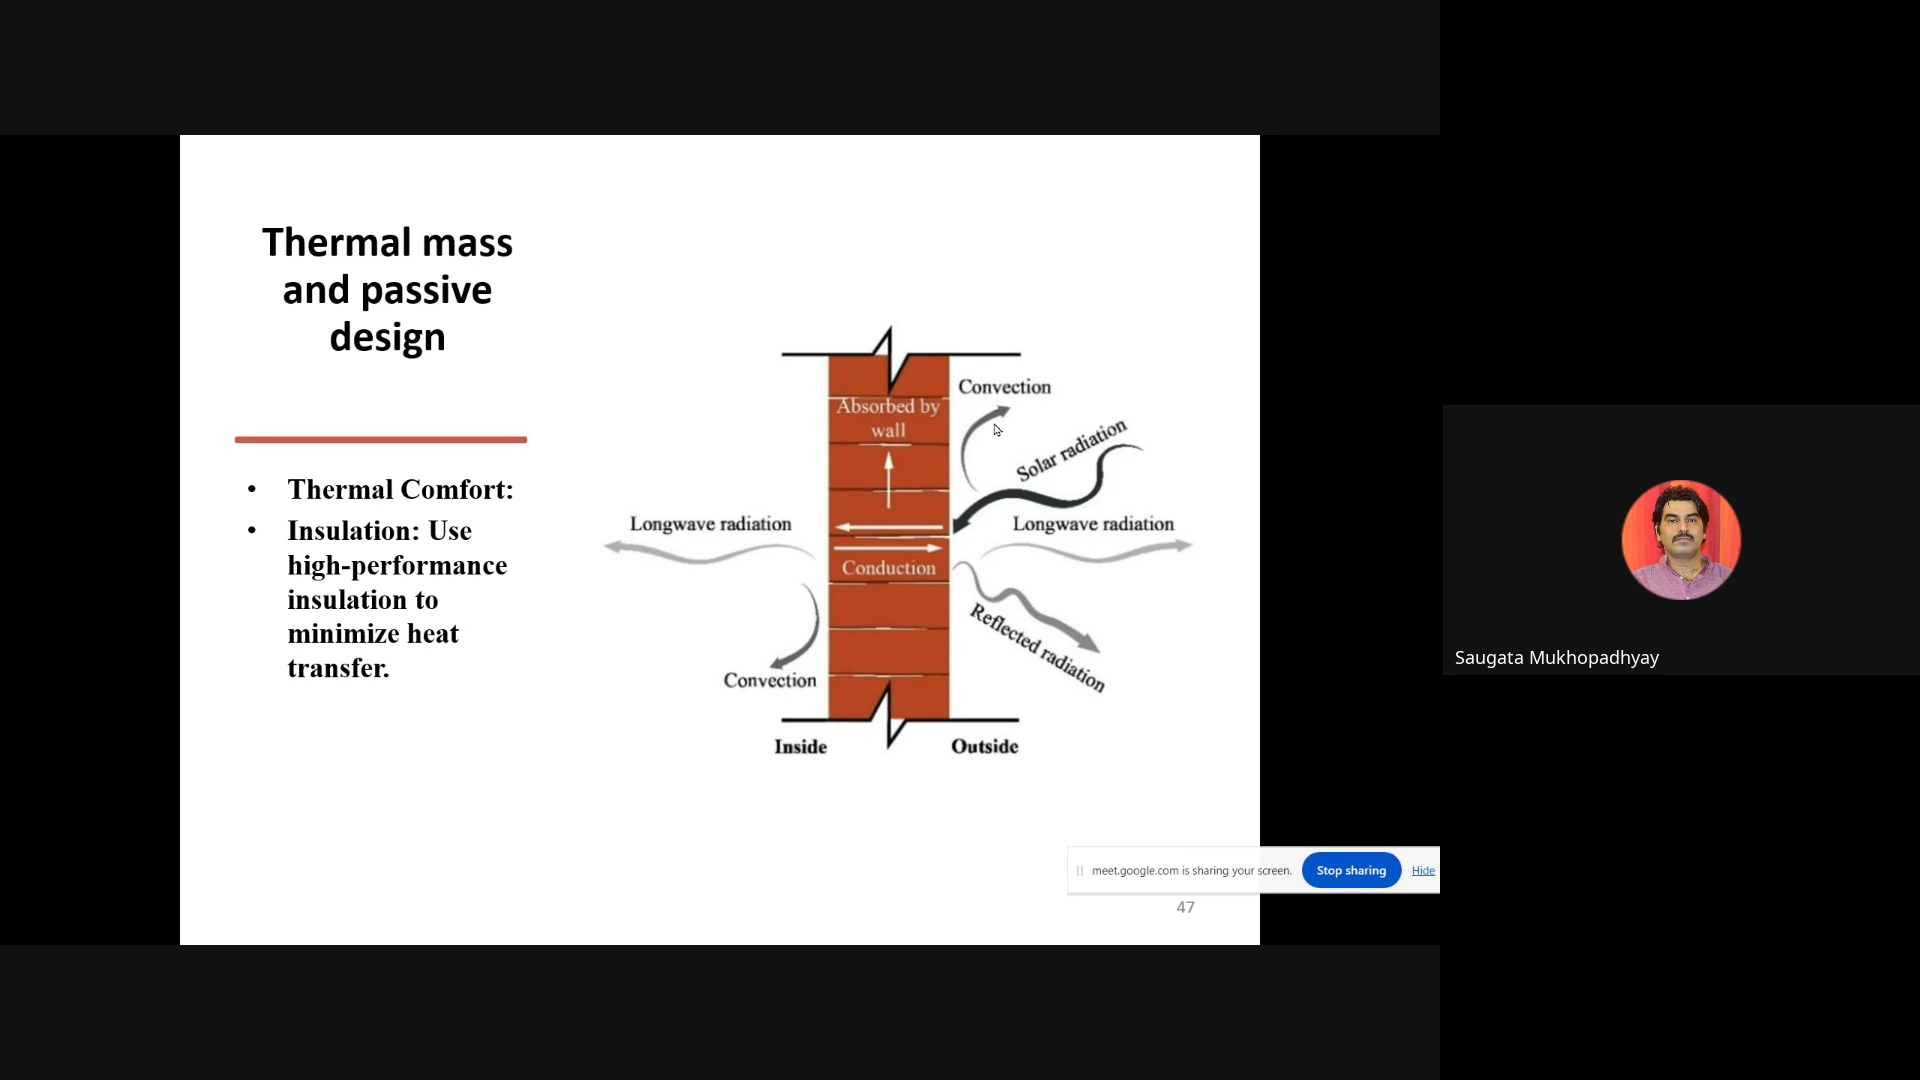 Thermal mass
and passive
design
• Thermal Comfort:
• Insulation: Use
high-performance
insulation to
minimize heat
transfer.
Convection
Absorbed by
wall
Solar radiation
Longwave radiation
Longwave radiation
Conduction
Reflected radiation
Convection
Inside
Outside
meet.google.com is sharing your screen.
Stop sharing
Hide
47
Saugata Mukhopadhyay